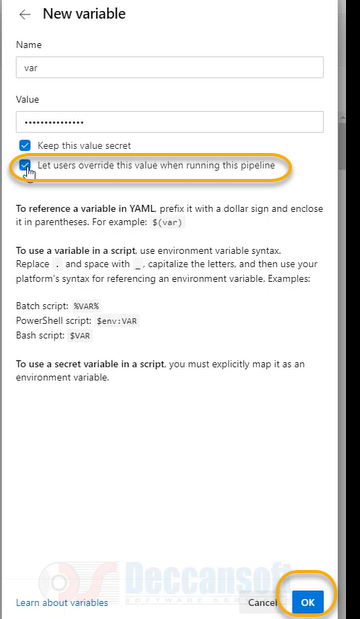 New variable
Name
var
Value
•••••••••••••••
Keep this value secret
Let users override this value when running this pipeline
To reference a variable in YAML, prefix it with a dollar sign and enclose
it in parentheses. For example: $(var)
To use a variable in a script, use environment variable syntax.
Replace . and space with _, capitalize the letters, and then use your
platform's syntax for referencing an environment variable. Examples:
Batch script: %VAR%
PowerShell script: $env:VAR
Bash script: $VAR
To use a secret variable in a script, you must explicitly map it as an
environment variable.
Deccansoft
Learn about variables
Cancel
OK